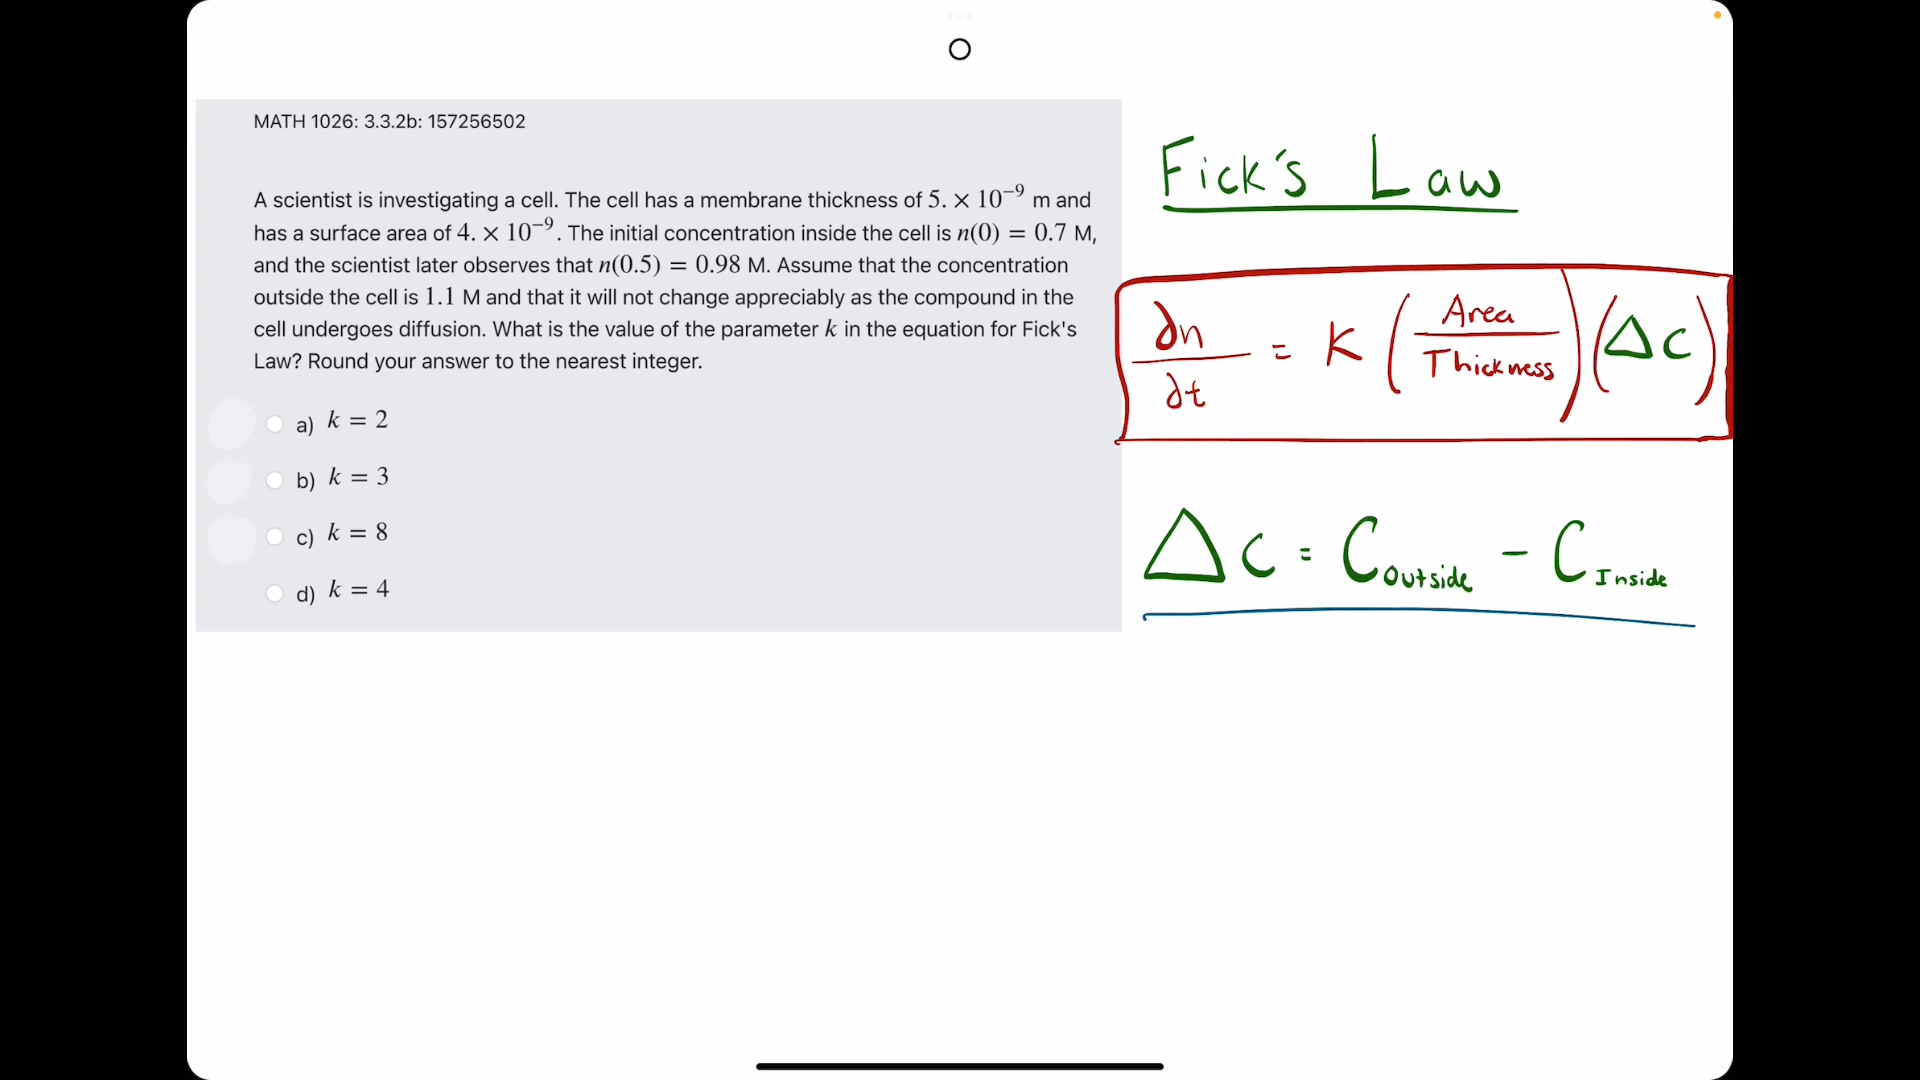 MATH 1026: 3.3.2b: 157256502
A scientist is investigating a cell. The cell has a membrane thickness of 5. × 10⁻⁹ m and
has a surface area of 4. × 10⁻⁹. The initial concentration inside the cell is n(0) = 0.7 M,
and the scientist later observes that n(0.5) = 0.98 M. Assume that the concentration
outside the cell is 1.1 M and that it will not change appreciably as the compound in the
cell undergoes diffusion. What is the value of the parameter k in the equation for Fick's
Law? Round your answer to the nearest integer.
a) k = 2
b) k = 3
c) k = 8
d) k = 4
Fick's Law
∂n/∂t = K (Area/Thickness) (ΔC)
ΔC = C Outside - C Inside